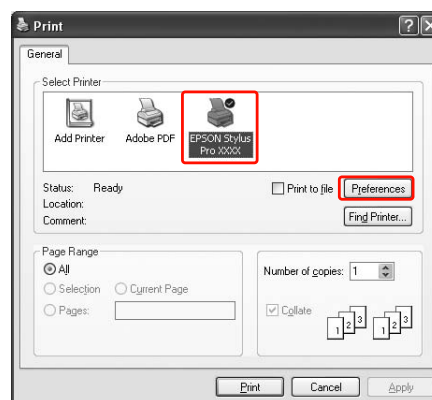 Print
General
Select Printer
Add Printer
Adobe PDF
EPSON Stylus
Pro XXXX
Status: Ready
Print to file
Preferences
Location:
Comment:
Find Printer...
Page Range
All
Selection
Current Page
Pages:
Number of copies: 1
Collate
1 2 3
1 2 3
Print
Cancel
Apply